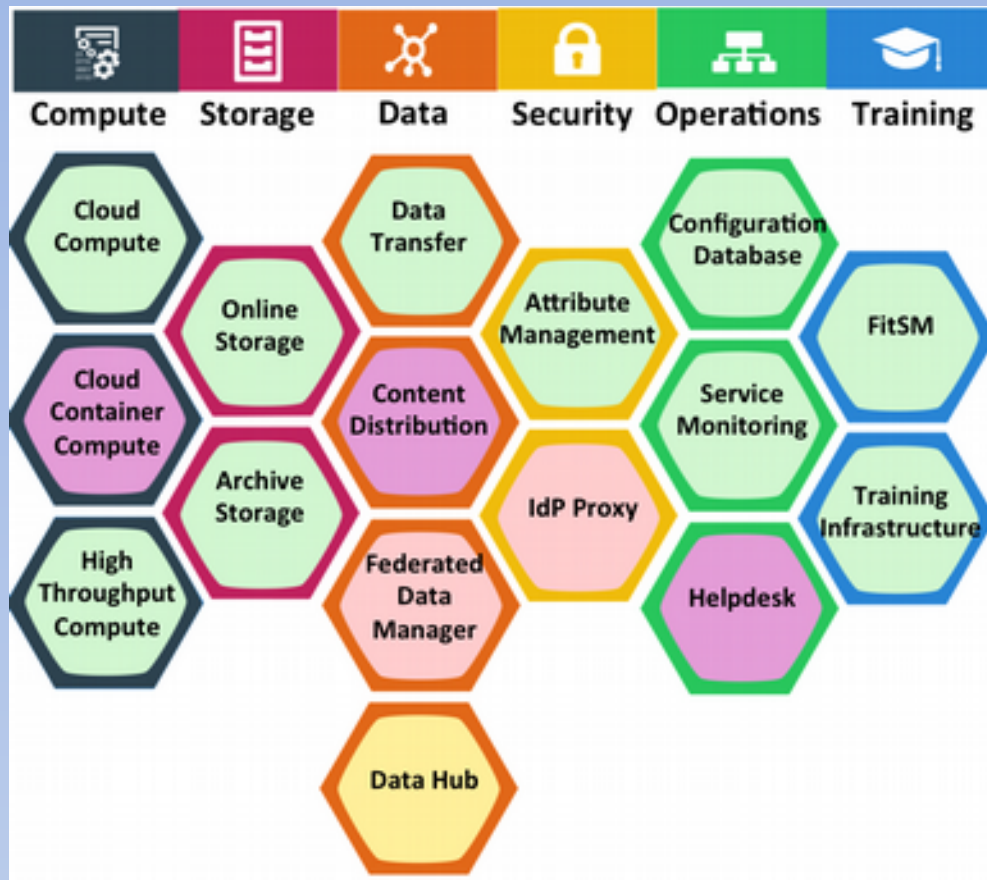 Compute
Storage
Data
Security
Operations
Training
Cloud
Compute
Cloud
Container
Compute
High
Throughput
Compute
Online
Storage
Archive
Storage
Data
Transfer
Content
Distribution
Federated
Data
Manager
Data Hub
Attribute
Management
IdP Proxy
Configuration
Database
Service
Monitoring
Helpdesk
FitSM
Training
Infrastructure